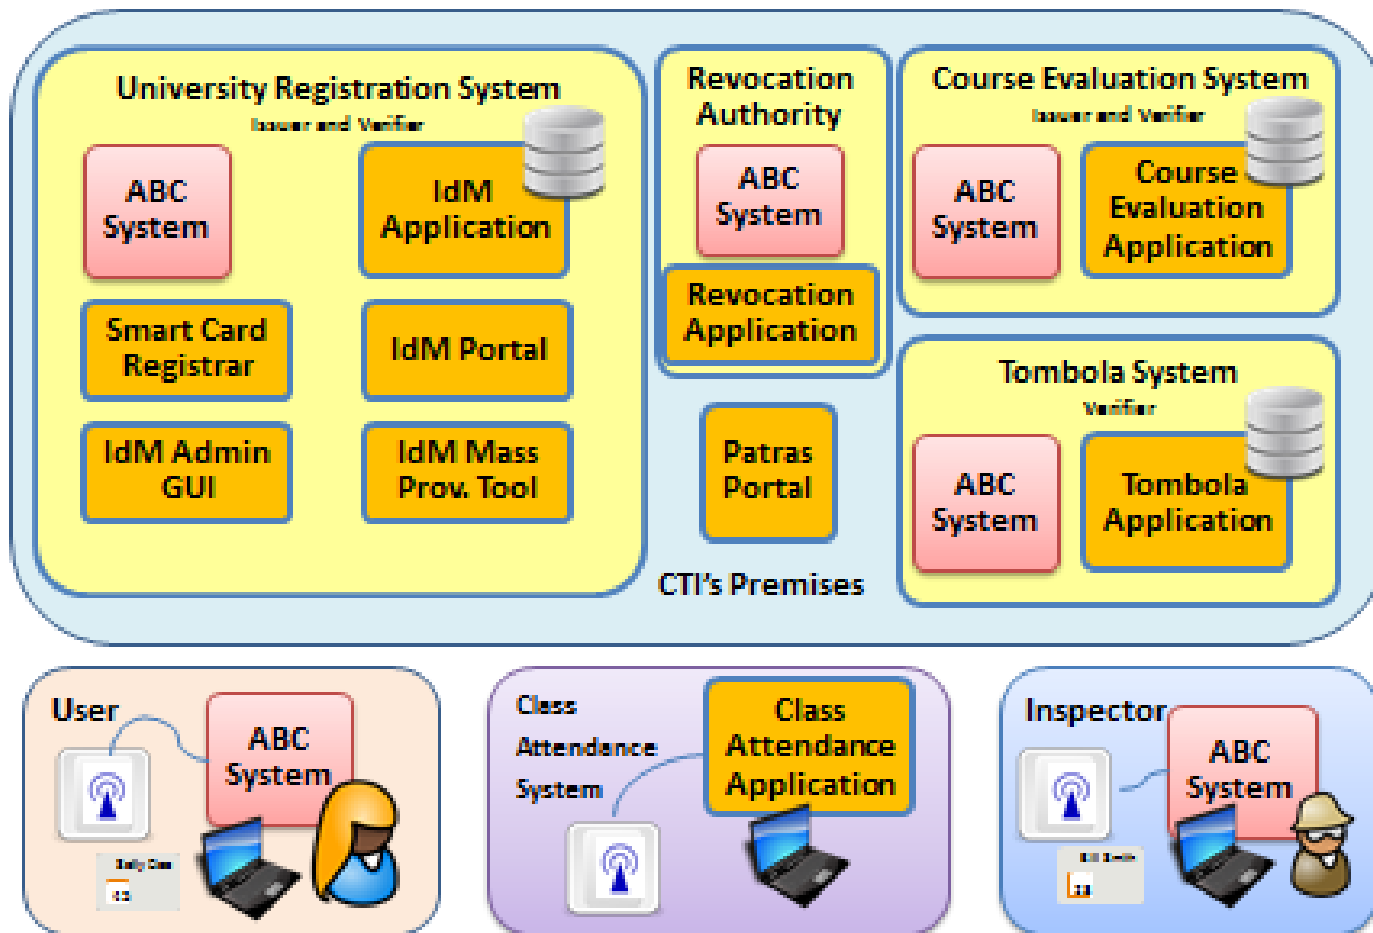 University Registration System
Issuer and Verifier
ABC
System
IdM
Application
Smart Card
Registrar
IdM Portal
IdM Admin
GUI
IdM Mass
Prov. Tool
Revocation
Authority
ABC
System
Revocation
Application
Patras
Portal
CTI's Premises
Course Evaluation System
Issuer and Verifier
ABC
System
Course
Evaluation
Application
Tombola System
Verifier
ABC
System
Tombola
Application
User
ABC
System
Class
Attendance
System
Class
Attendance
Application
Inspector
ABC
System